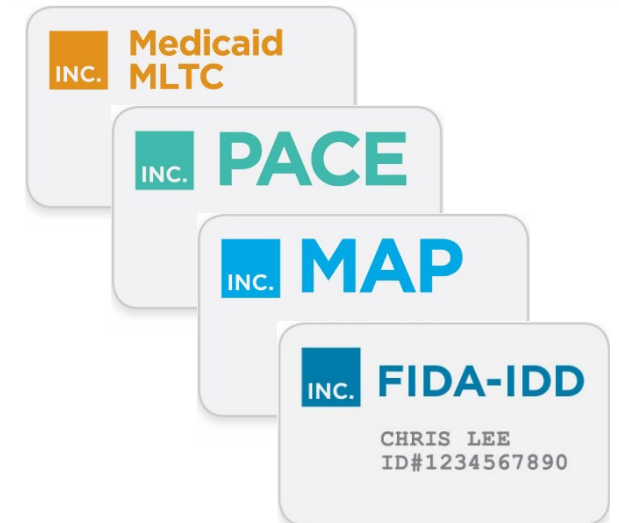 INC. Medicaid
MLTC
INC. PACE
INC. MAP
INC. FIDA-IDD
CHRIS LEE
ID#1234567890